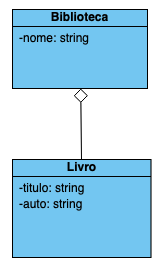 Biblioteca
-nome: string
Livro
-titulo: string
-auto: string